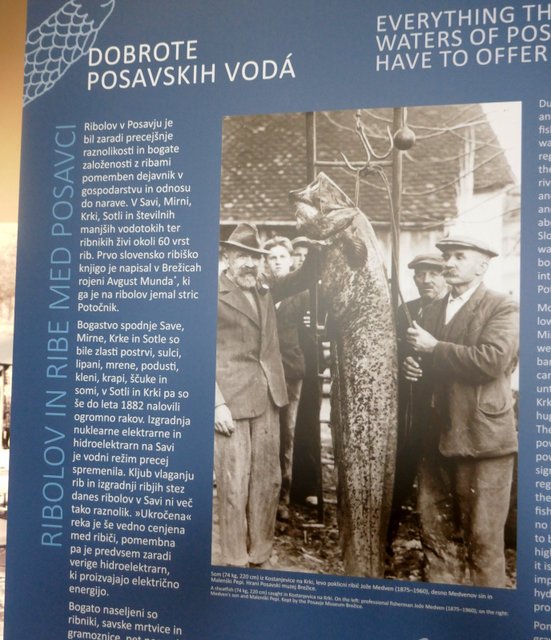 RIBOLOV IN RIBE MED POSAVCI
DOBROTE
POSAVSKIH VODÁ
Ribolov v Posavju je
bil zaradi precejšnje
raznolikosti in bogate
založenosti z ribami
pomemben dejavnik v
gospodarstvu in odnosu
do narave. V Savi, Mirni,
Krki, Sotli in številnih
manjših vodotokih ter
ribnikih živi okoli 60 vrst
rib. Prvo slovensko ribiško
knjigo je napisal v Brežicah
rojeni Avgust Munda*, ki
ga je na ribolov jemal stric
Potočnik.
Bogastvo spodnje Save,
Mirne, Krke in Sotle so
bile zlasti postrvi, sulci,
lipani, mrene, podusti,
kleni, krapi, ščuke in
somi, v Sotli in Krki pa so
še do leta 1882 nalovili
ogromno rakov. Izgradnja
nuklearne elektrarne in
hidroelektrarn na Savi
je vodni režim precej
spremenila. Kljub vlaganju
rib in izgradnji ribjih stez
danes ribolov v Savi ni več
tako raznolik. »Ukročena«
reka je še vedno cenjena
med ribiči, pomembna
pa je predvsem zaradi
verige hidroelektrarn,
ki proizvajajo električno
energijo.
Bogato naseljeni so
ribniki, savske mrtvice in
gramoznice,
EVERYTHING TH
WATERS OF POS
HAVE TO OFFER
Som (74 kg, 220 cm) iz Kostanjevice na Krki, levo poklicni ribič Jože Medven (1875–1960), desno Medvenov sin in
Malenški Pepi. Hrani Posavski muzej Brežice.
A sheatfish (74 kg, 220 cm) caught in Kostanjevica na Krki. On the left: professional fisherman Jože Medven (1875–1960), on the right:
Medven's son and Malenški Pepi. Kept by the Posavje Museum Brežice.